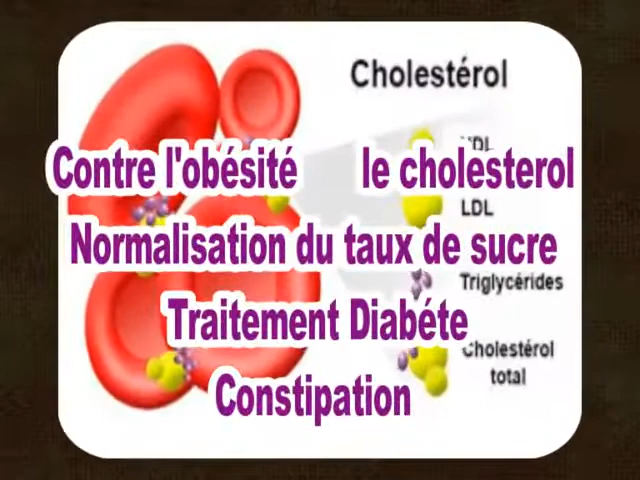 Cholestérol
Contre l'obésité le cholesterol
LDL
Normalisation du taux de sucre
Triglycérides
Traitement Diabéte
Cholestérol
total
Constipation